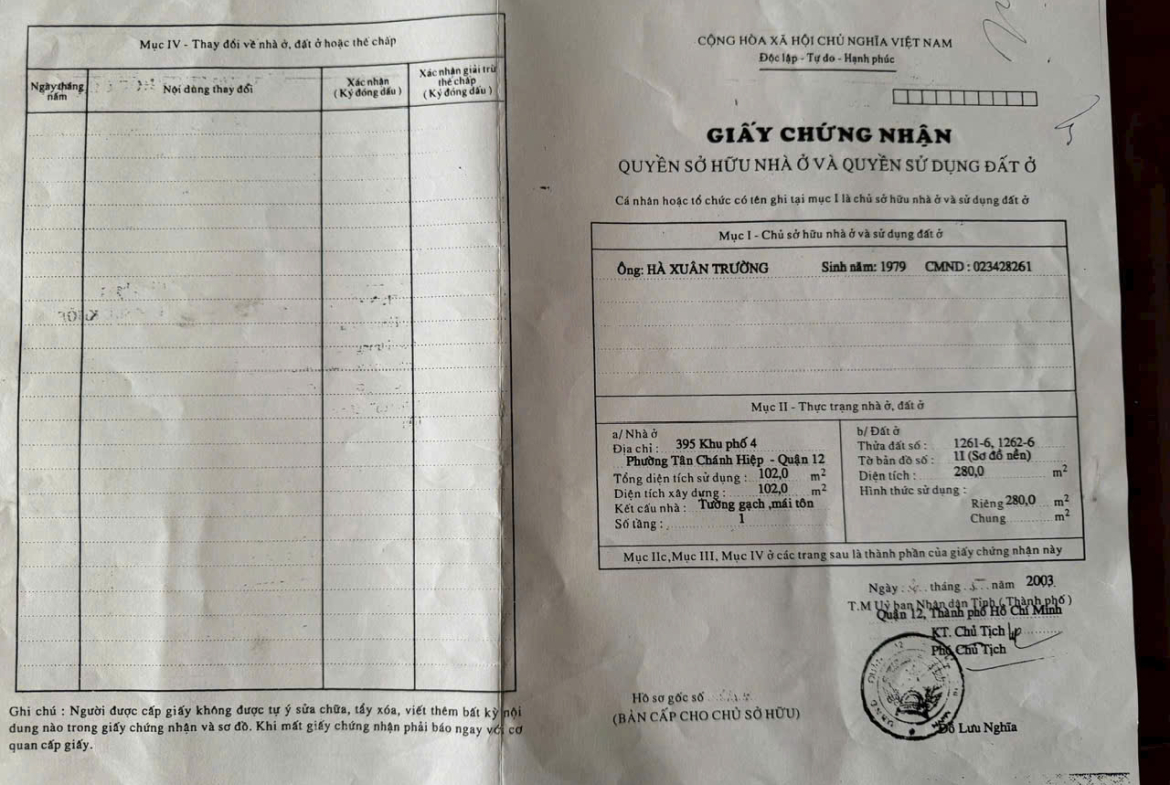 Mục IV - Thay đổi về nhà ở, đất ở hoặc thế chấp
Ngày tháng năm
Nội dùng thay đổi
Xác nhận (Ký đóng dấu)
Xác nhận giải trừ thế chấp (Ký đóng dấu)
Ghi chú : Người được cấp giấy không được tự ý sửa chữa, tẩy xóa, viết thêm bất kỳ nội
dung nào trong giấy chứng nhận và sơ đồ. Khi mất giấy chứng nhận phải báo ngay với cơ
quan cấp giấy.
CỘNG HÒA XÃ HỘI CHỦ NGHĨA VIỆT NAM
Độc lập - Tự do - Hạnh phúc
GIẤY CHỨNG NHẬN
QUYỀN SỞ HỮU NHÀ Ở VÀ QUYỀN SỬ DỤNG ĐẤT Ở
Cá nhân hoặc tổ chức có tên ghi tại mục I là chủ sở hữu nhà ở và sử dụng đất ở
Mục I - Chủ sở hữu nhà ở và sử dụng đất ở
Ông: HÀ XUÂN TRƯỜNG Sinh năm: 1979 CMND : 023428261
Mục II - Thực trạng nhà ở, đất ở
a/ Nhà ở
Địa chỉ : 395 Khu phố 4
Phường Tân Chánh Hiệp - Quận 12
Tổng diện tích sử dụng : 102,0 m²
Diện tích xây dựng : 102,0 m²
Kết cấu nhà : Tường gạch ,mái tôn
Số tầng : 1
b/ Đất ở
Thửa đất số : 1261-6, 1262-6
Tờ bản đồ số : 1I (Sơ đồ nền)
Diện tích : 280,0 m²
Hình thức sử dụng :
Riêng 280,0 m²
Chung m²
Mục IIc,Mục III, Mục IV ở các trang sau là thành phần của giấy chứng nhận này
Ngày tháng năm 2003
T.M Uỷ ban Nhân dân Tỉnh ( Thành phố )
Quận 12, Thành phố Hồ Chí Minh
KT. Chủ Tịch
Phó Chủ Tịch
Hồ sơ gốc số
(BẢN CẤP CHO CHỦ SỞ HỮU)
Đỗ Lưu Nghĩa